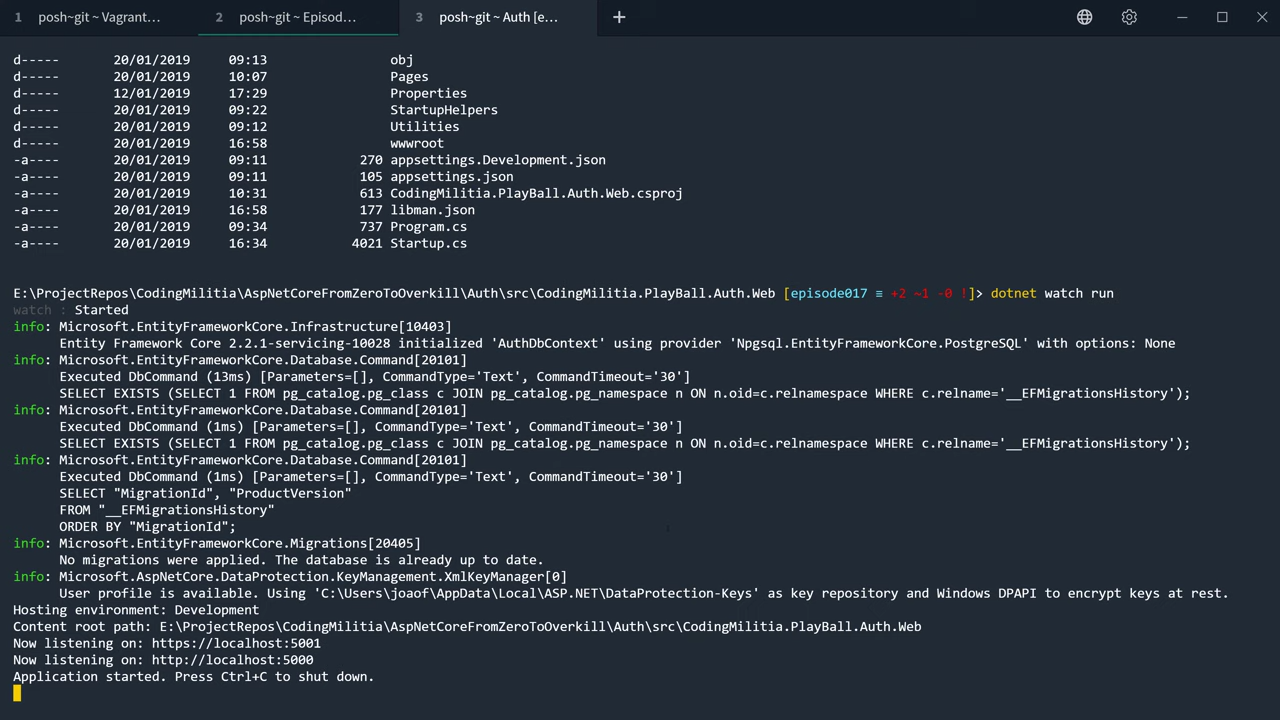 1 posh~git ~ Vagrant... 2 posh~git ~ Episod... 3 posh~git ~ Auth [e...
d----- 20/01/2019 09:13 obj
d----- 20/01/2019 10:07 Pages
d----- 12/01/2019 17:29 Properties
d----- 20/01/2019 09:22 StartupHelpers
d----- 20/01/2019 09:12 Utilities
d----- 20/01/2019 16:58 wwwroot
-a---- 20/01/2019 09:11 270 appsettings.Development.json
-a---- 20/01/2019 09:11 105 appsettings.json
-a---- 20/01/2019 10:31 613 CodingMilitia.PlayBall.Auth.Web.csproj
-a---- 20/01/2019 16:58 177 libman.json
-a---- 20/01/2019 09:34 737 Program.cs
-a---- 20/01/2019 16:34 4021 Startup.cs
E:\ProjectRepos\CodingMilitia\AspNetCoreFromZeroToOverkill\Auth\src\CodingMilitia.PlayBall.Auth.Web [episode017 ≡ +2 ~1 -0 !]> dotnet watch run
watch : Started
info: Microsoft.EntityFrameworkCore.Infrastructure[10403]
Entity Framework Core 2.2.1-servicing-10028 initialized 'AuthDbContext' using provider 'Npgsql.EntityFrameworkCore.PostgreSQL' with options: None
info: Microsoft.EntityFrameworkCore.Database.Command[20101]
Executed DbCommand (13ms) [Parameters=[], CommandType='Text', CommandTimeout='30']
SELECT EXISTS (SELECT 1 FROM pg_catalog.pg_class c JOIN pg_catalog.pg_namespace n ON n.oid=c.relnamespace WHERE c.relname='__EFMigrationsHistory');
info: Microsoft.EntityFrameworkCore.Database.Command[20101]
Executed DbCommand (1ms) [Parameters=[], CommandType='Text', CommandTimeout='30']
SELECT EXISTS (SELECT 1 FROM pg_catalog.pg_class c JOIN pg_catalog.pg_namespace n ON n.oid=c.relnamespace WHERE c.relname='__EFMigrationsHistory');
info: Microsoft.EntityFrameworkCore.Database.Command[20101]
Executed DbCommand (1ms) [Parameters=[], CommandType='Text', CommandTimeout='30']
SELECT "MigrationId", "ProductVersion"
FROM "__EFMigrationsHistory"
ORDER BY "MigrationId";
info: Microsoft.EntityFrameworkCore.Migrations[20405]
No migrations were applied. The database is already up to date.
info: Microsoft.AspNetCore.DataProtection.KeyManagement.XmlKeyManager[0]
User profile is available. Using 'C:\Users\joaof\AppData\Local\ASP.NET\DataProtection-Keys' as key repository and Windows DPAPI to encrypt keys at rest.
Hosting environment: Development
Content root path: E:\ProjectRepos\CodingMilitia\AspNetCoreFromZeroToOverkill\Auth\src\CodingMilitia.PlayBall.Auth.Web
Now listening on: https://localhost:5001
Now listening on: http://localhost:5000
Application started. Press Ctrl+C to shut down.